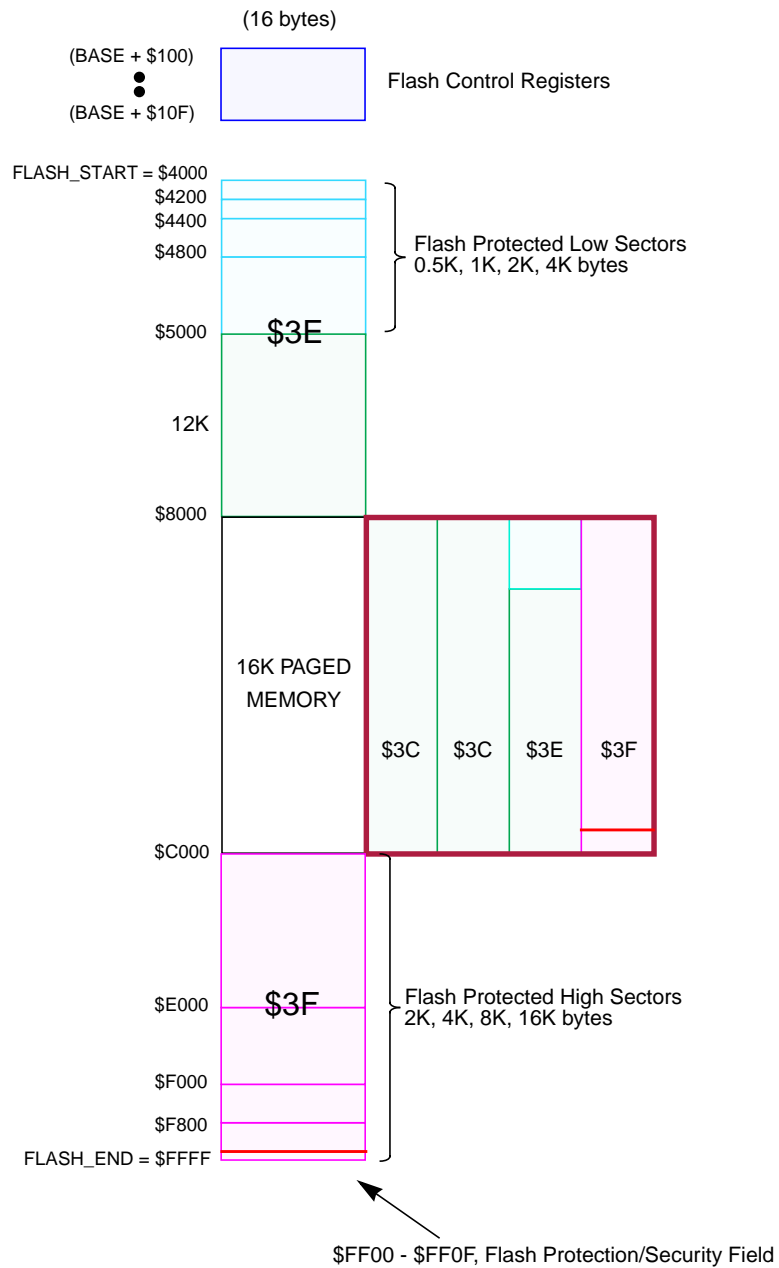 (16 bytes)
(BASE + $100)
(BASE + $10F)
Flash Control Registers
FLASH_START = $4000
$4200
$4400
$4800
Flash Protected Low Sectors
0.5K, 1K, 2K, 4K bytes
$5000
$3E
12K
$8000
16K PAGED
MEMORY
$3C
$3C
$3E
$3F
$C000
$E000
$3F
Flash Protected High Sectors
2K, 4K, 8K, 16K bytes
$F000
$F800
FLASH_END = $FFFF
$FF00 - $FF0F, Flash Protection/Security Field